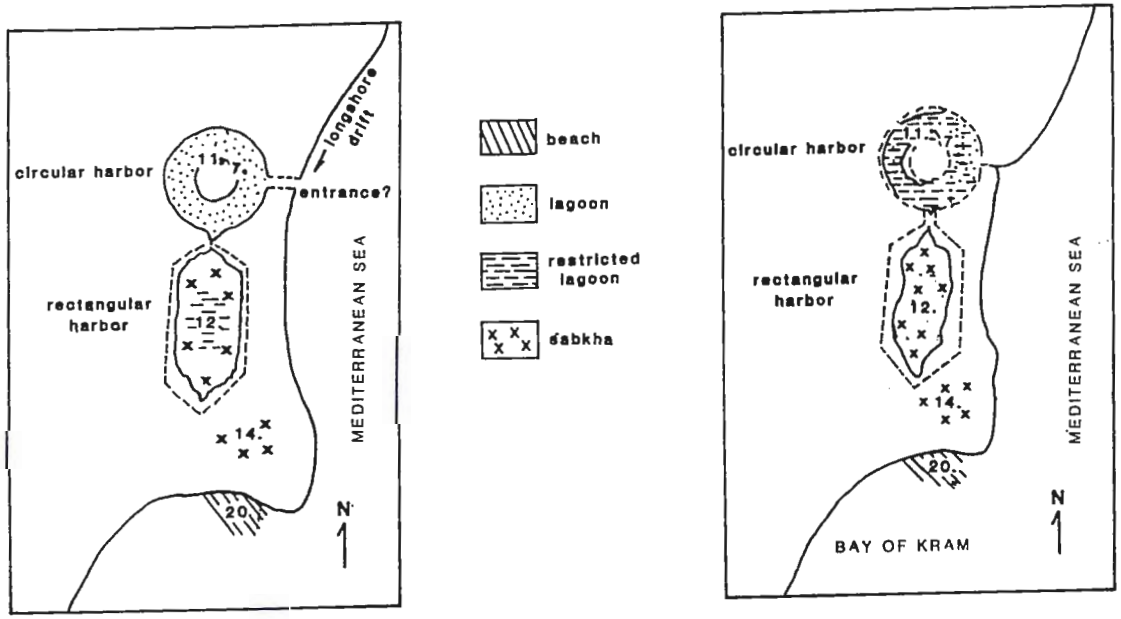 longshore
drift
circular harbor
11.
7.
entrance?
rectangular
harbor
12.
MEDITERRANEAN SEA
14.
20.
N
beach
lagoon
restricted
lagoon
sabkha
circular harbor
11.
7.
rectangular
harbor
12.
MEDITERRANEAN SEA
14.
20.
BAY OF KRAM
N